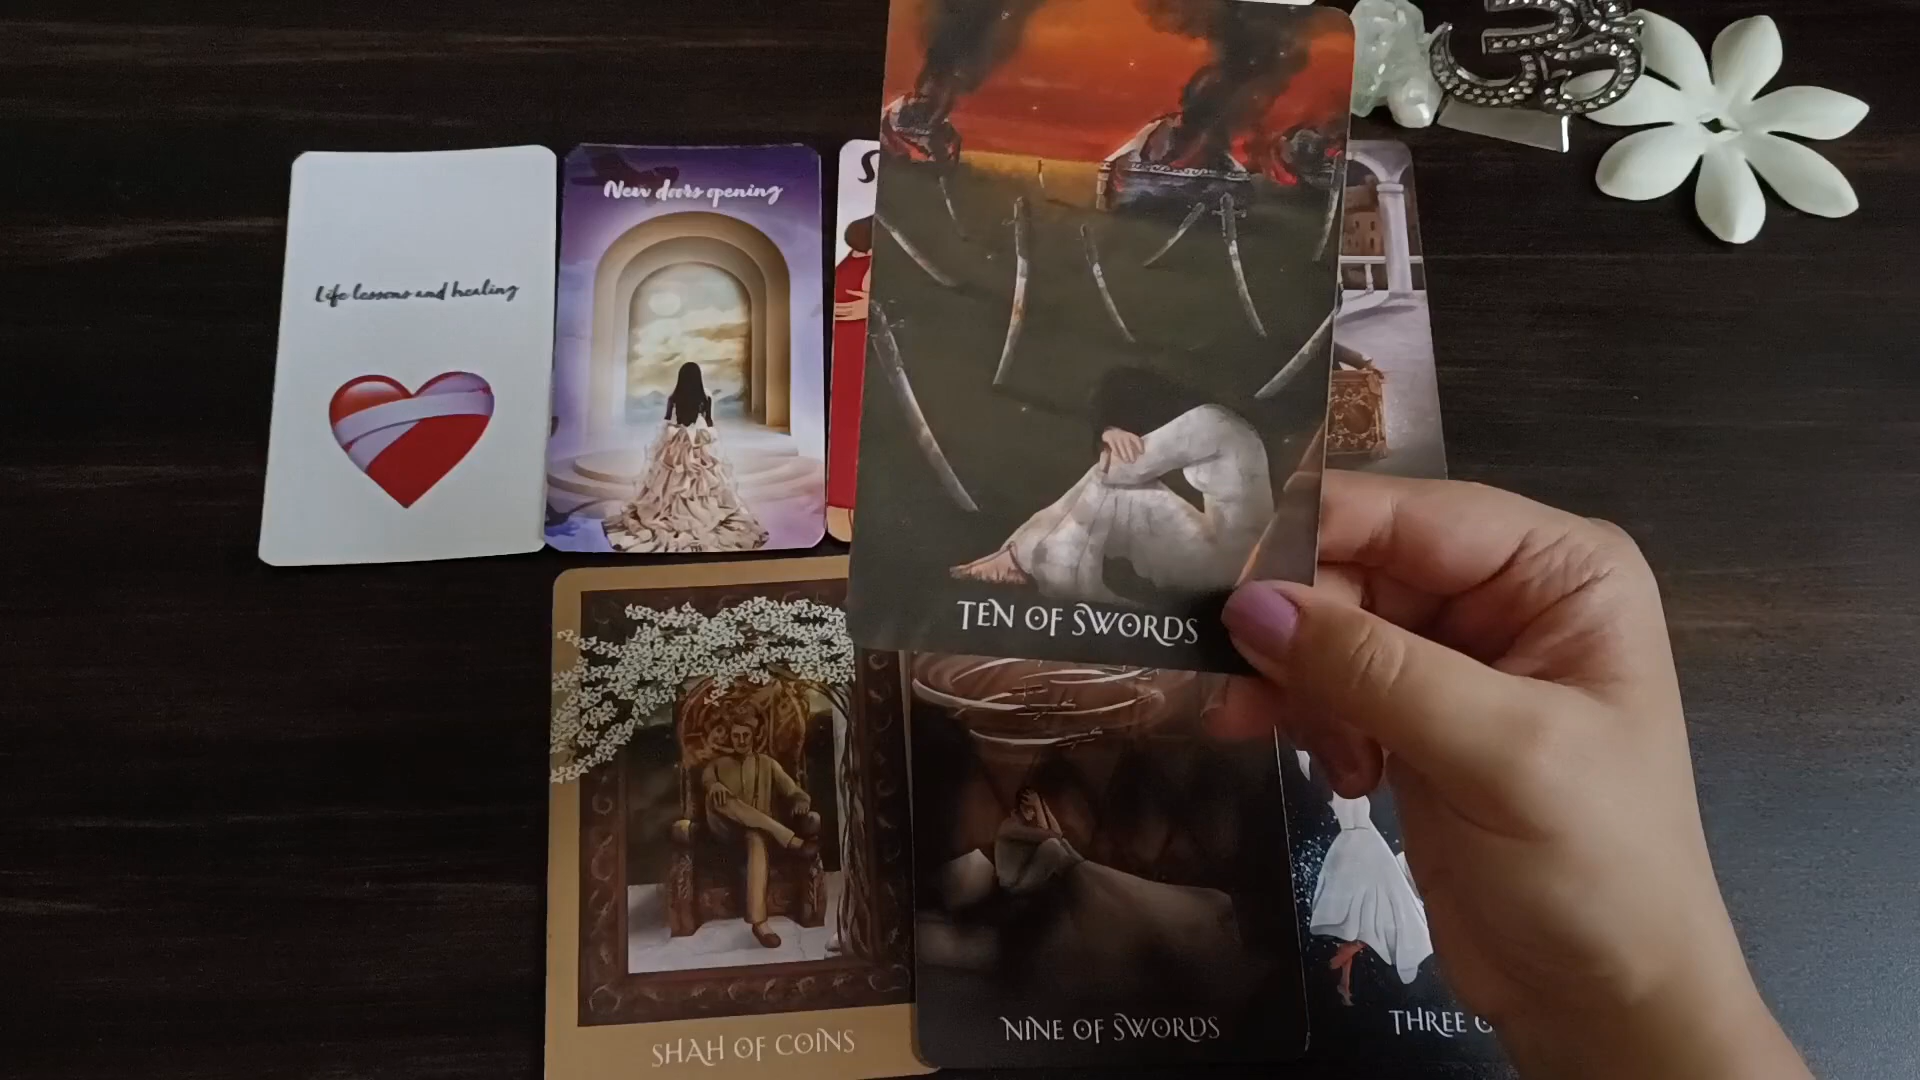 New doors opening
S
Life lessons and healing
TEN OF SWORDS
SHAH OF COINS
NINE OF SWORDS
THREE O